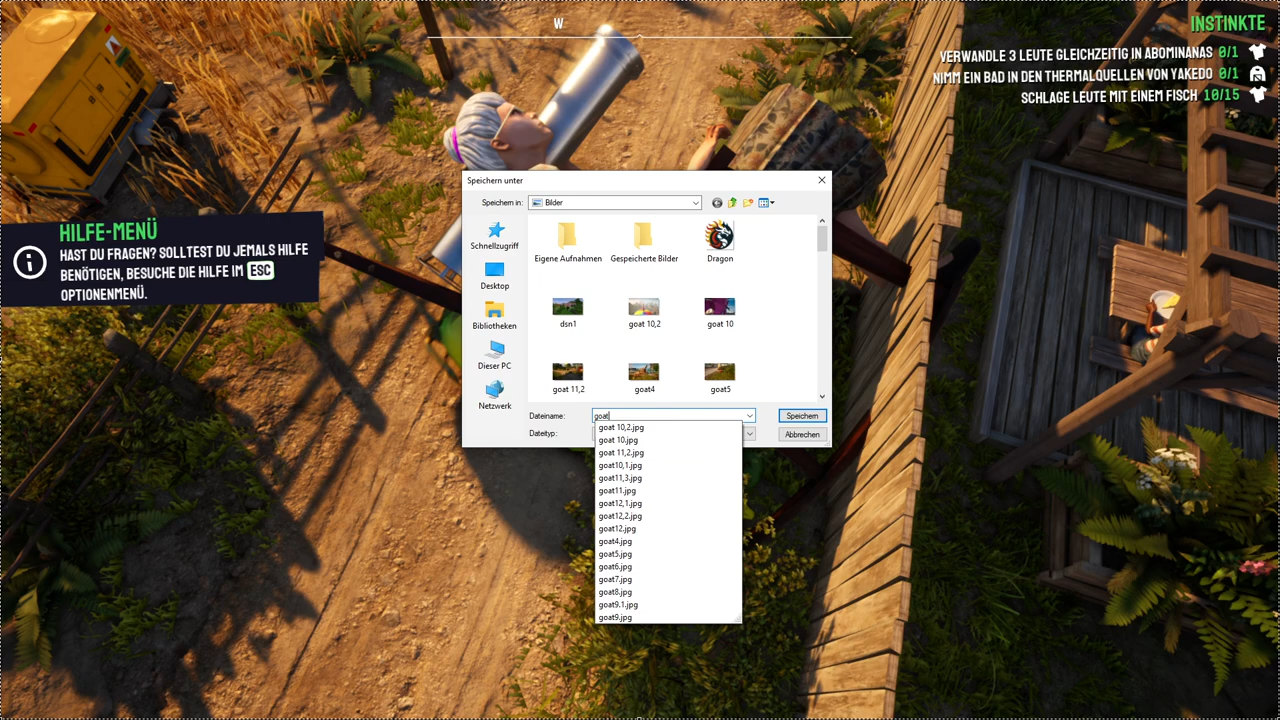 W
INSTINKTE
VERWANDLE 3 LEUTE GLEICHZEITIG IN ABOMINANAS 0/1
NIMM EIN BAD IN DEN THERMALQUELLEN VON YAKEDO 0/1
SCHLAGE LEUTE MIT EINEM FISCH 10/15
HILFE-MENÜ
HAST DU FRAGEN? SOLLTEST DU JEMALS HILFE
BENÖTIGEN, BESUCHE DIE HILFE IM ESC
OPTIONENMENÜ.
Speichern unter
Speichern in: Bilder
Schnellzugriff
Desktop
Bibliotheken
Dieser PC
Netzwerk
Eigene Aufnahmen Gespeicherte Bilder Dragon
dsn1 goat 10,2 goat 10
goat 11,2 goat4 goat5
Dateiname: goat Speichern
Dateityp: Abbrechen
goat 10,2.jpg
goat 10.jpg
goat 11,2.jpg
goat10,1.jpg
goat11,3.jpg
goat11.jpg
goat12,1.jpg
goat12,2.jpg
goat12.jpg
goat4.jpg
goat5.jpg
goat6.jpg
goat7.jpg
goat8.jpg
goat9.1.jpg
goat9.jpg